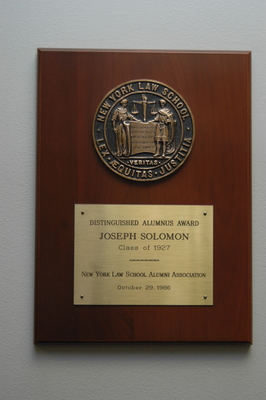 NEW YORK LAW SCHOOL
LEX · ÆQUITAS · JUSTITIA
· VERITAS ·
DISTINGUISHED ALUMNUS AWARD
JOSEPH SOLOMON
Class of 1927
NEW YORK LAW SCHOOL ALUMNI ASSOCIATION
October 29, 1986